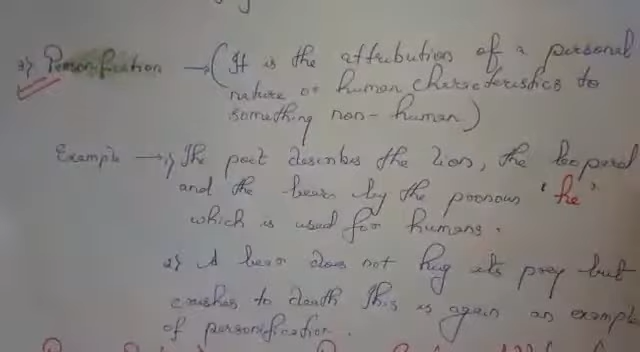 3) Personification → (It is the attribution of a personal
nature or human characteristics to
something non-human)
Example → 1) The poet describes the lion, the leopard
and the bear by the pronoun 'he'
which is used for humans.
2) A bear does not hug its prey but
crushes to death This is again an example
of personification.